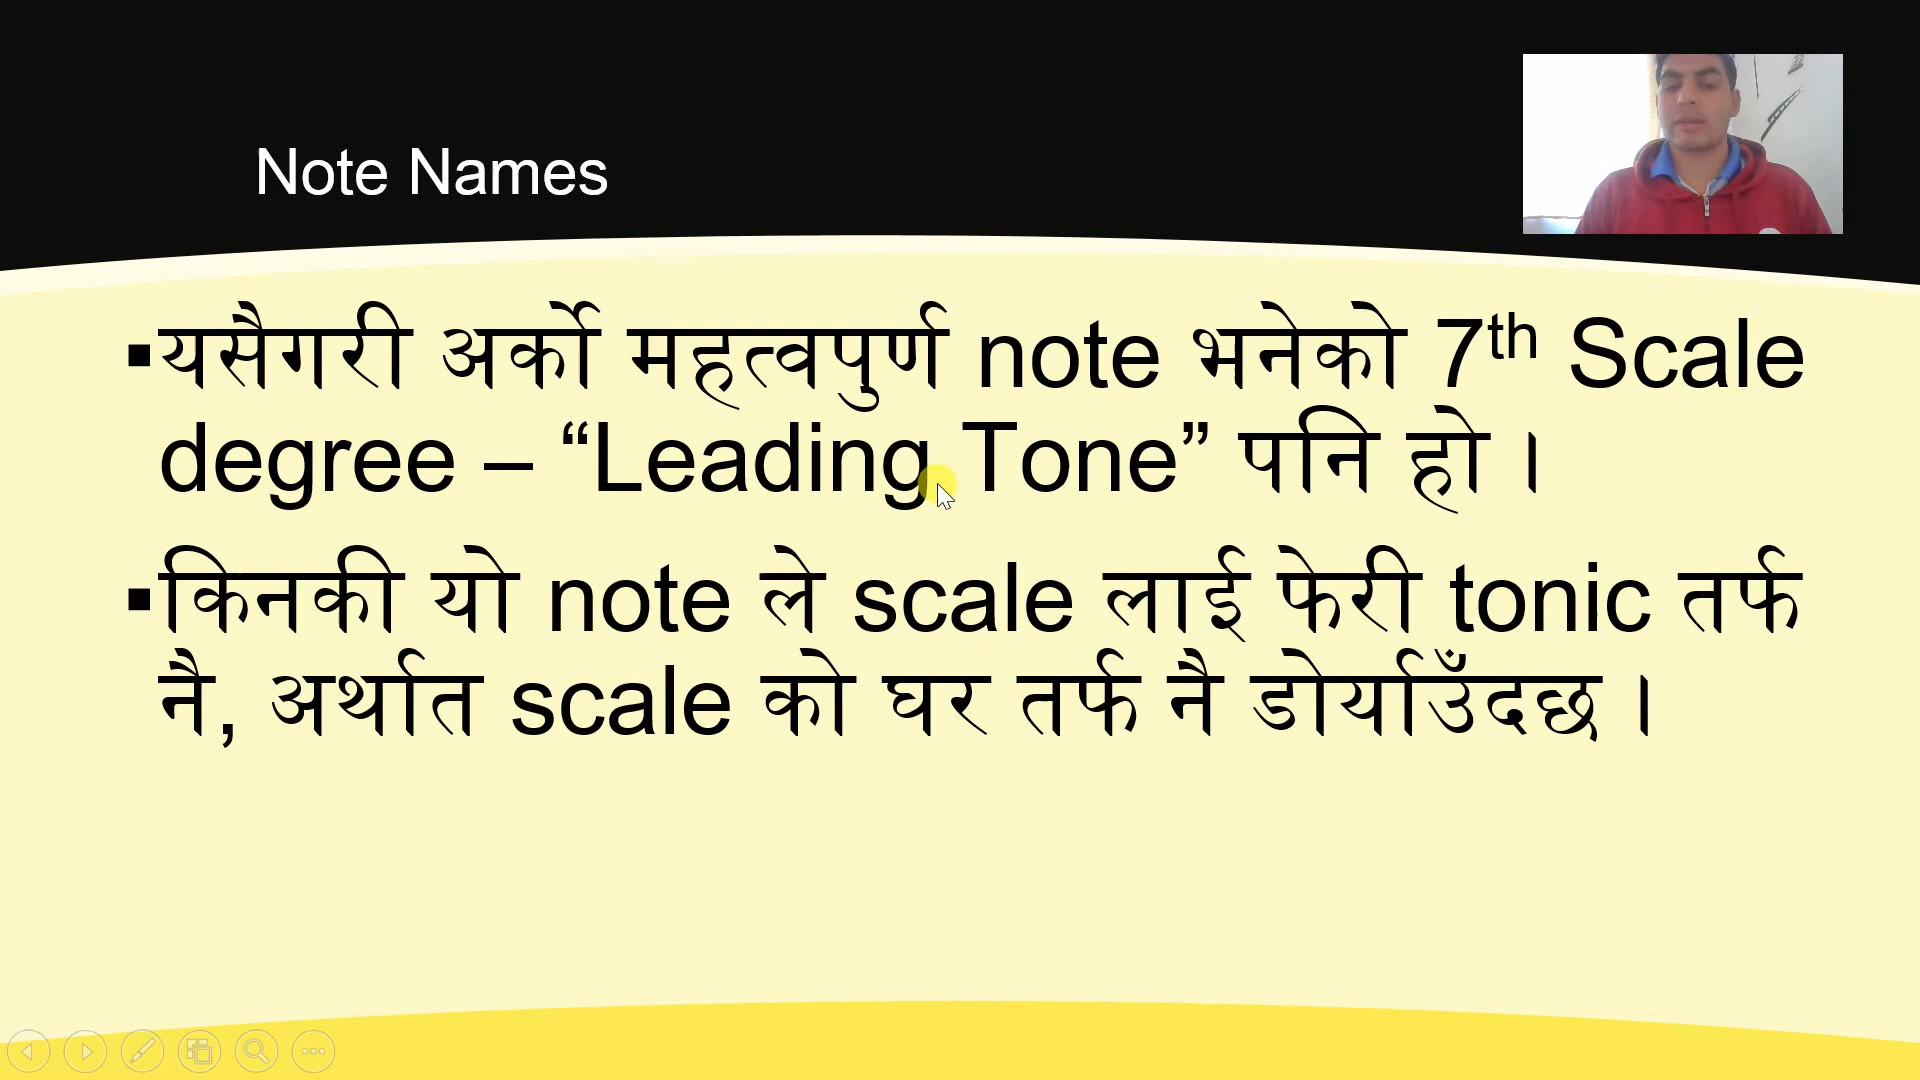 Note Names
▪यसैगरी अर्को महत्वपुर्ण note भनेको 7th Scale
degree – “Leading Tone” पनि हो ।
▪किनकी यो note ले scale लाई फेरी tonic तर्फ
नै, अर्थात scale को घर तर्फ नै डोर्याउँदछ ।